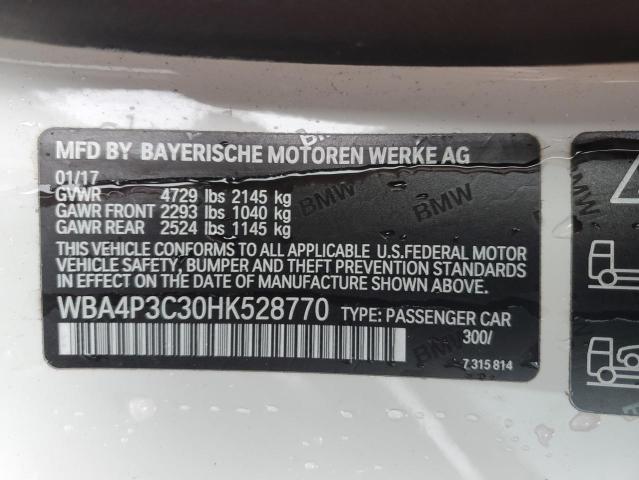 MFD BY BAYERISCHE MOTOREN WERKE AG
01/17
GVWR 4729 lbs 2145 kg
GAWR FRONT 2293 lbs 1040 kg
GAWR REAR 2524 lbs 1145 kg
THIS VEHICLE CONFORMS TO ALL APPLICABLE U.S.FEDERAL MOTOR
VEHICLE SAFETY, BUMPER AND THEFT PREVENTION STANDARDS
IN EFFECT ON THE DATE OF MANUFACTURE SHOWN ABOVE.
WBA4P3C30HK528770 TYPE: PASSENGER CAR
300/
7 315 814
BMW
BMW